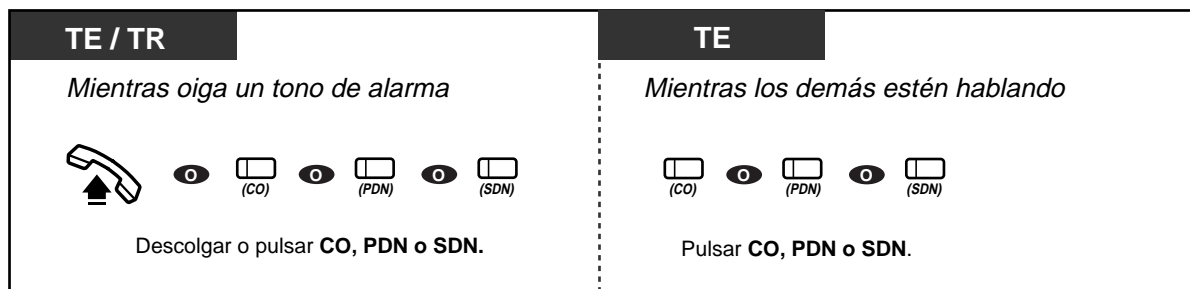 TE / TR
Mientras oiga un tono de alarma
O (CO) O (PDN) O (SDN)
Descolgar o pulsar CO, PDN o SDN.
TE
Mientras los demás estén hablando
(CO) O (PDN) O (SDN)
Pulsar CO, PDN o SDN.